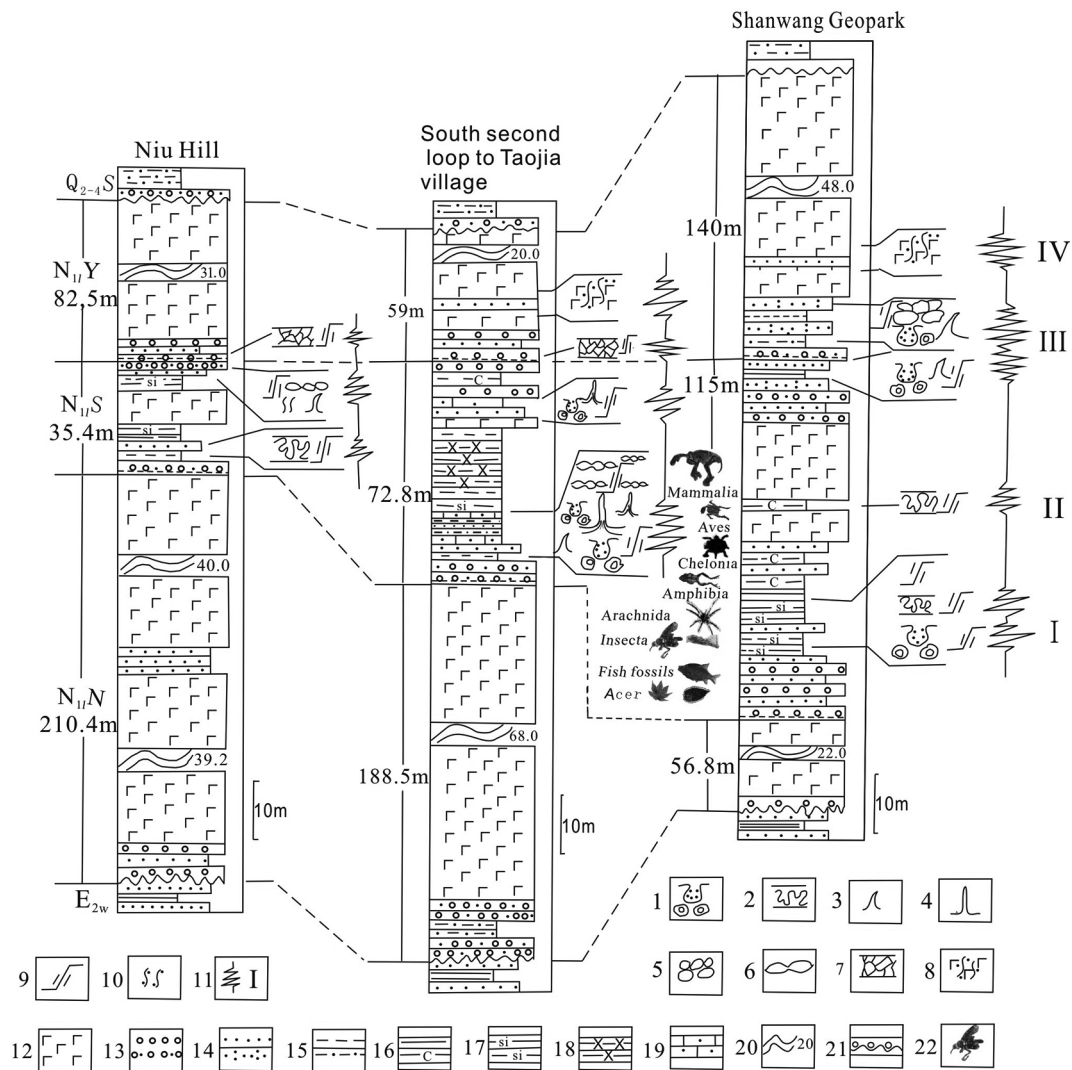 Shanwang Geopark
Niu Hill
South second
loop to Taojia
village
Q₂₋₄S
N₁ₗY
82.5m
N₁ₗS
35.4m
N₁ₗN
210.4m
E₂w
31.0
si
si
40.0
39.2
10m
59m
72.8m
188.5m
20.0
C
si
68.0
10m
140m
115m
56.8m
48.0
C
C
C
si
si
si
si
22.0
10m
Mammalia
Aves
Chelonia
Amphibia
Arachnida
Insecta
Fish fossils
Acer
IV
III
II
I
1
2
3
4
5
6
7
8
9
10
11
I
12
13
14
15
16
C
17
si
si
18
19
20
20
21
22